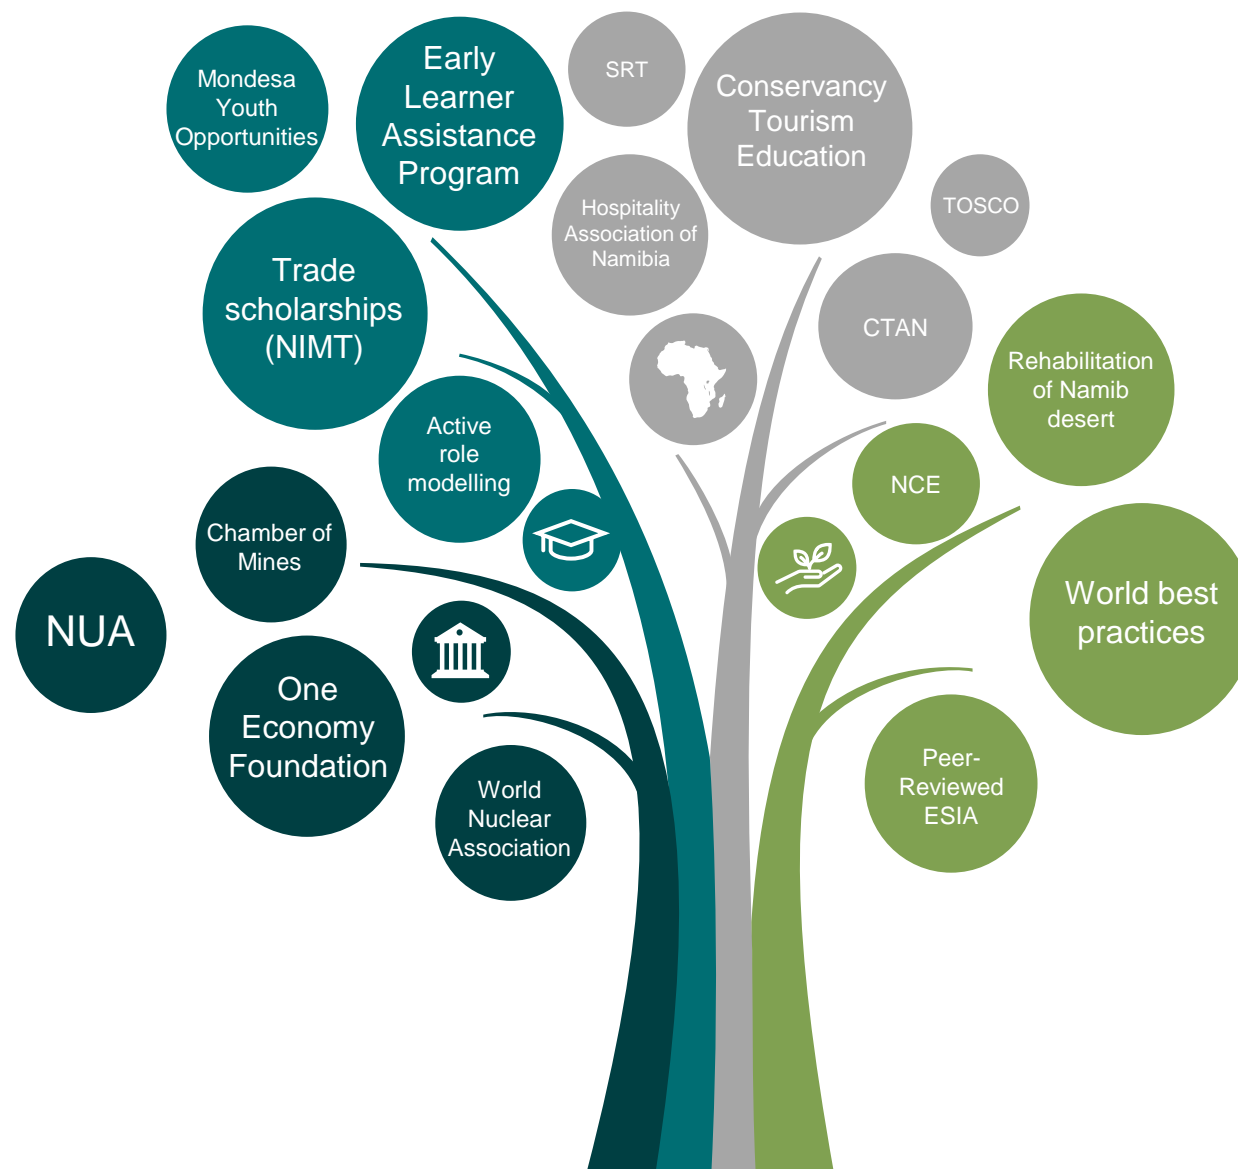 Mondesa
Youth
Opportunities
Early
Learner
Assistance
Program
SRT
Conservancy
Tourism
Education
Hospitality
Association of
Namibia
TOSCO
Trade
scholarships
(NIMT)
CTAN
Rehabilitation
of Namib
desert
Active
role
modelling
NCE
Chamber of
Mines
NUA
World best
practices
One
Economy
Foundation
World
Nuclear
Association
Peer-
Reviewed
ESIA